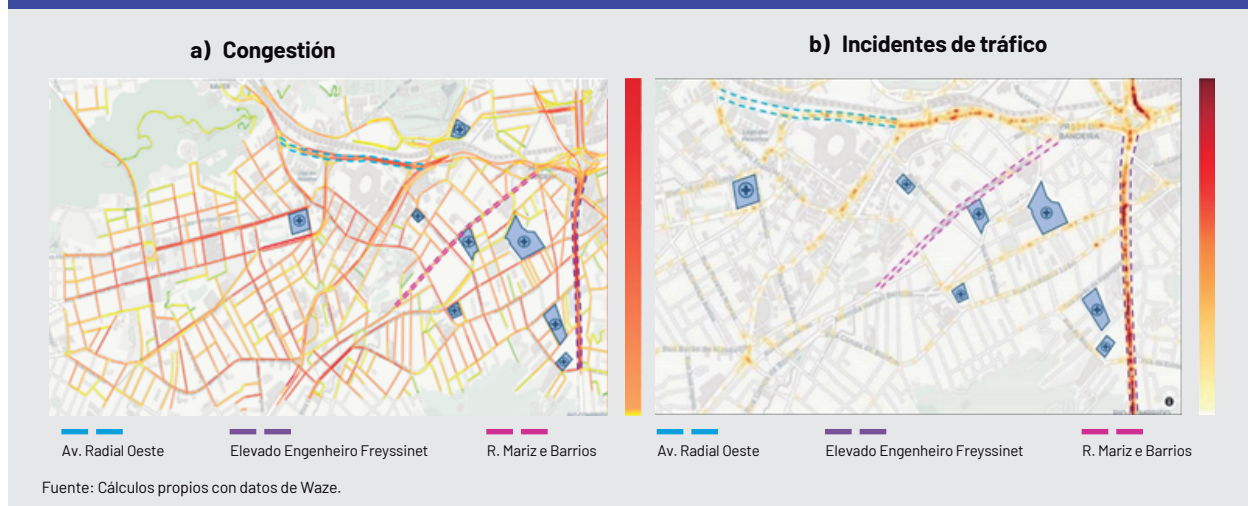 a) Congestión
b) Incidentes de tráfico
BANDEIRA
Av. Radial Oeste
Elevado Engenheiro Freyssinet
R. Mariz e Barrios
Av. Radial Oeste
Elevado Engenheiro Freyssinet
R. Mariz e Barrios
Fuente: Cálculos propios con datos de Waze.